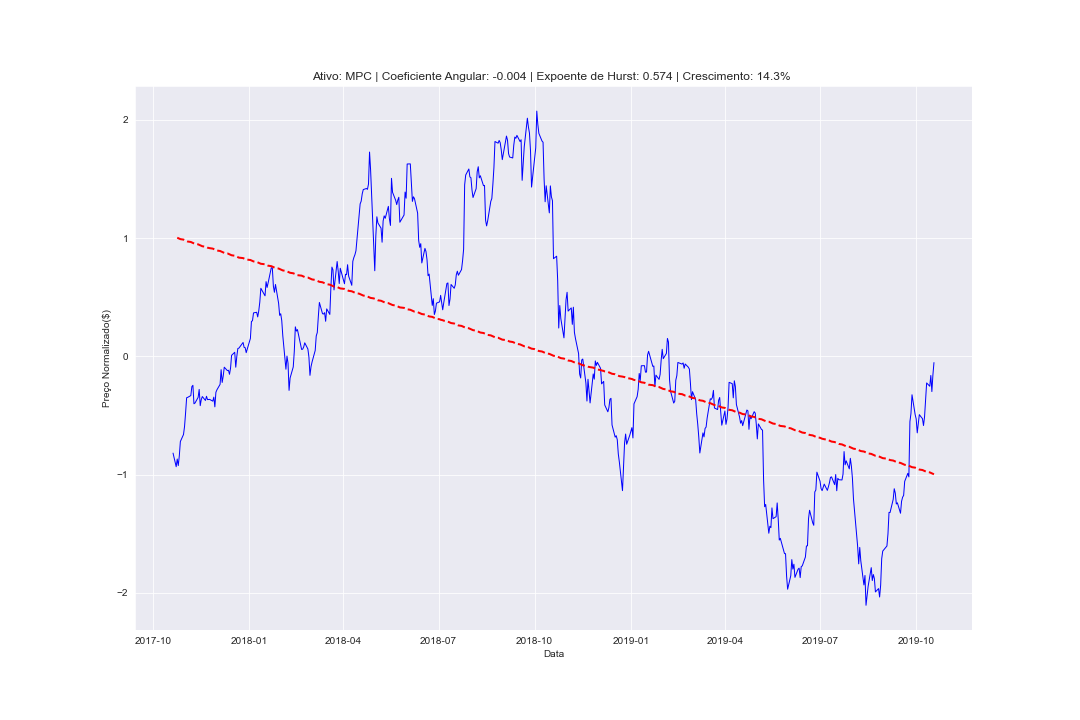 Ativo: MPC | Coeficiente Angular: -0.004 | Expoente de Hurst: 0.574 | Crescimento: 14.3%
Preço Normalizado($)
2
1
0
−1
−2
2017-10 2018-01 2018-04 2018-07 2018-10 2019-01 2019-04 2019-07 2019-10
Data